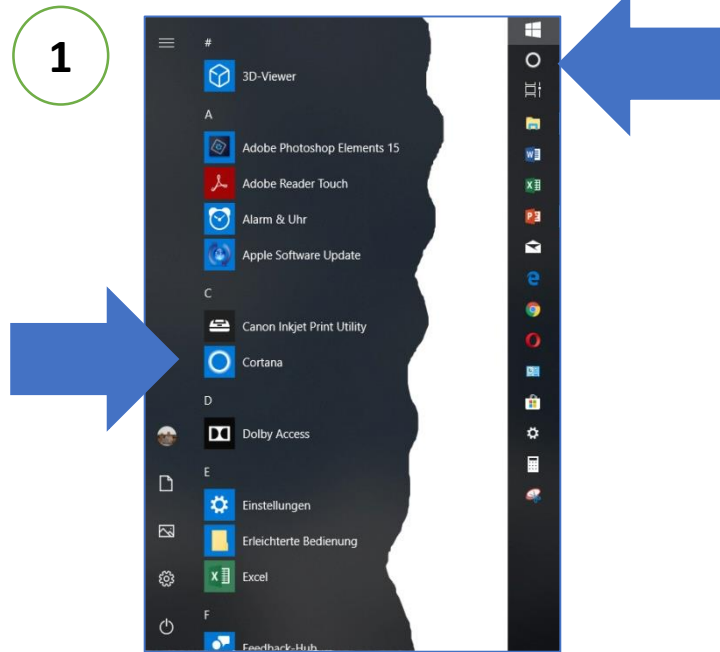 1
#
3D-Viewer
A
Adobe Photoshop Elements 15
Adobe Reader Touch
Alarm & Uhr
Apple Software Update
C
Canon Inkjet Print Utility
Cortana
D
Dolby Access
E
Einstellungen
Erleichterte Bedienung
Excel
F
Feedback-Hub